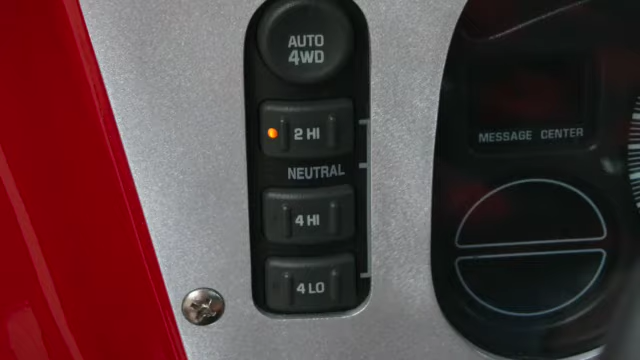 AUTO
4WD
2 HI
NEUTRAL
4 HI
4 LO
MESSAGE CENTER